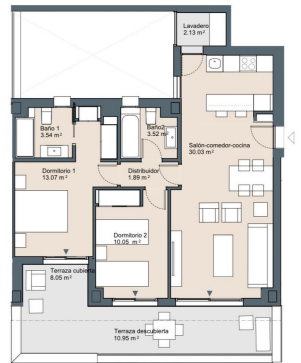 Lavadero
2.13 m²
Baño 1
3.54 m²
Baño2
3.52 m²
Salón-comedor-cocina
30.03 m²
Dormitorio 1
13.07 m²
Distribuidor
1.89 m²
Dormitorio 2
10.05 m²
Terraza cubierta
8.05 m²
Terraza descubierta
10.95 m²